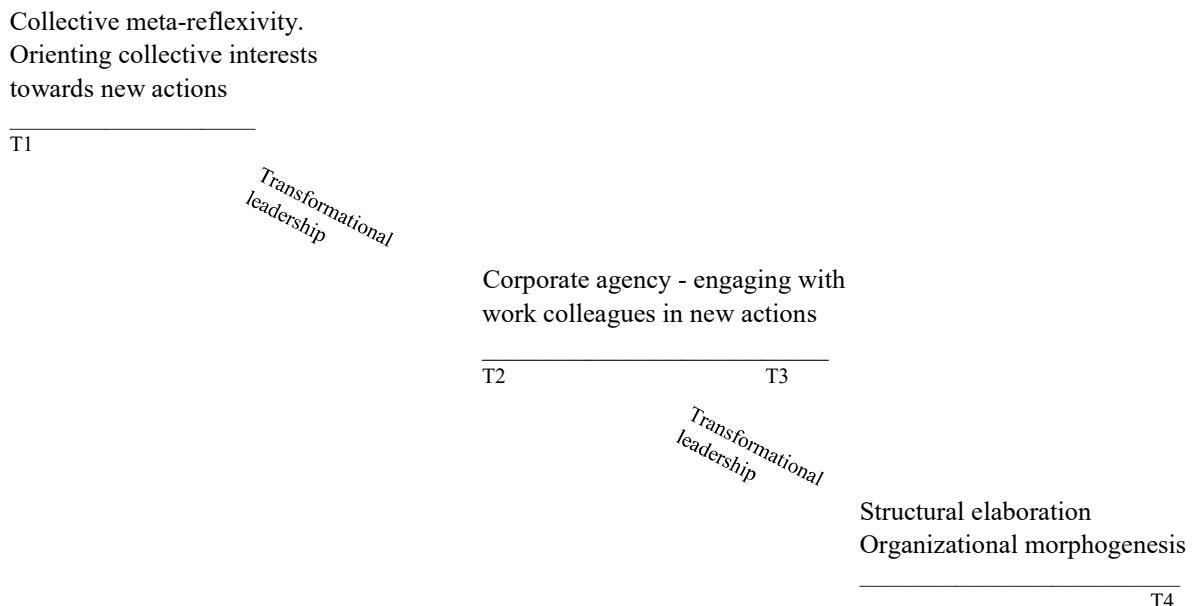 Collective meta-reflexivity.
Orienting collective interests
towards new actions
T1
Transformational
leadership
Corporate agency - engaging with
work colleagues in new actions
T2 T3
Transformational
leadership
Structural elaboration
Organizational morphogenesis
T4